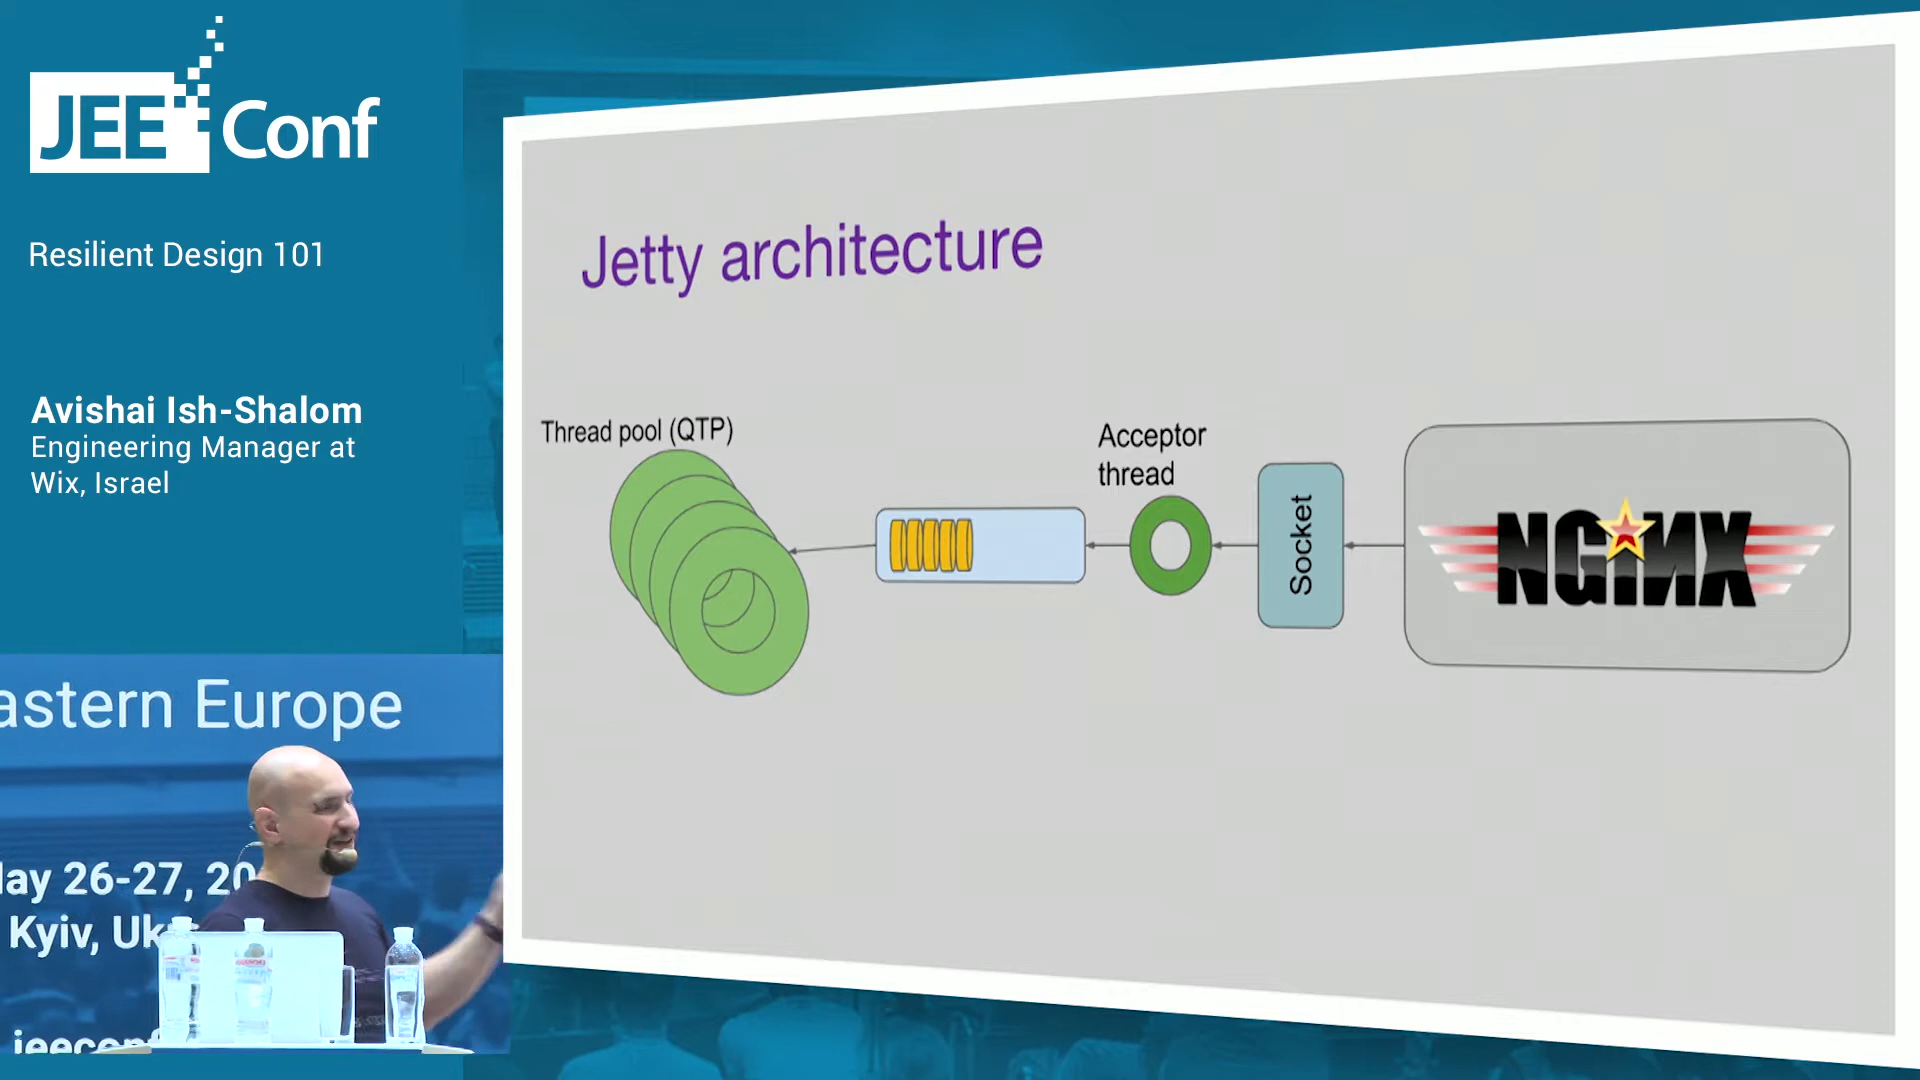 JEE Conf
Resilient Design 101
Avishai Ish-Shalom
Engineering Manager at
Wix, Israel
astern Europe
ay 26-27, 20
Kyiv, Uk
jeeconf
Jetty architecture
Thread pool (QTP)
Acceptor
thread
Socket
NGINX